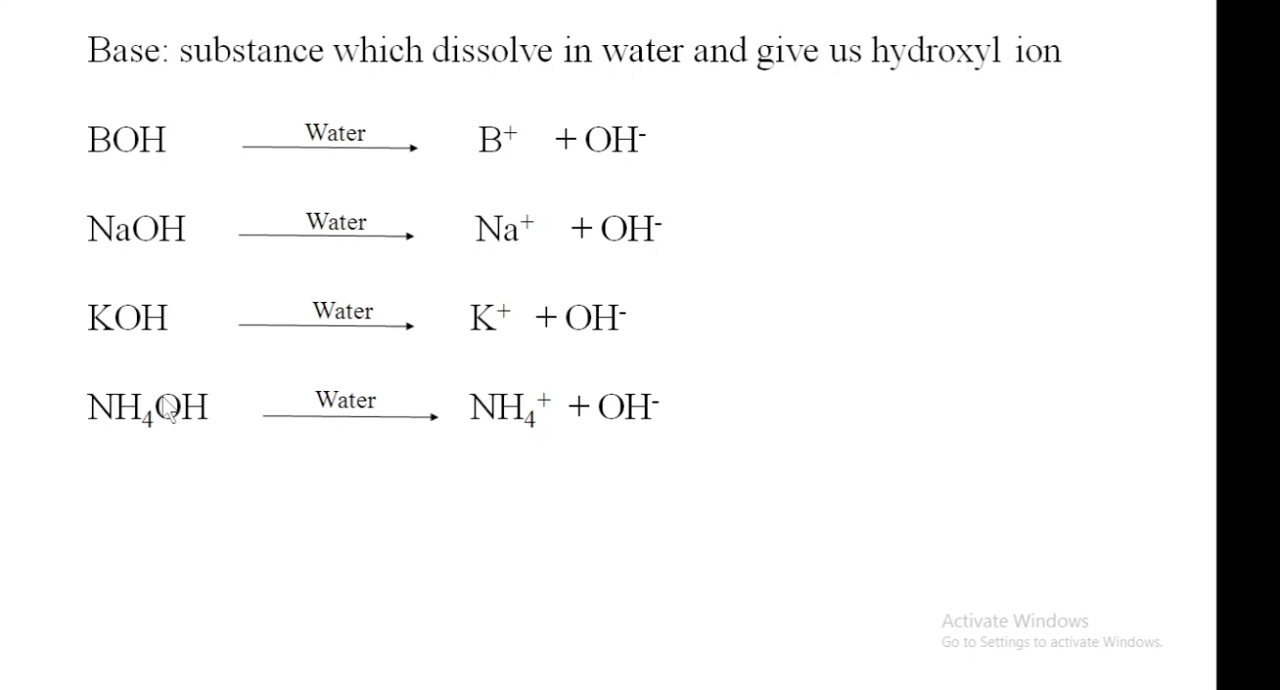 Base: substance which dissolve in water and give us hydroxyl ion
BOH Water B⁺ + OH⁻
NaOH Water Na⁺ + OH⁻
KOH Water K⁺ + OH⁻
NH₄OH Water NH₄⁺ + OH⁻
Activate Windows
Go to Settings to activate Windows.